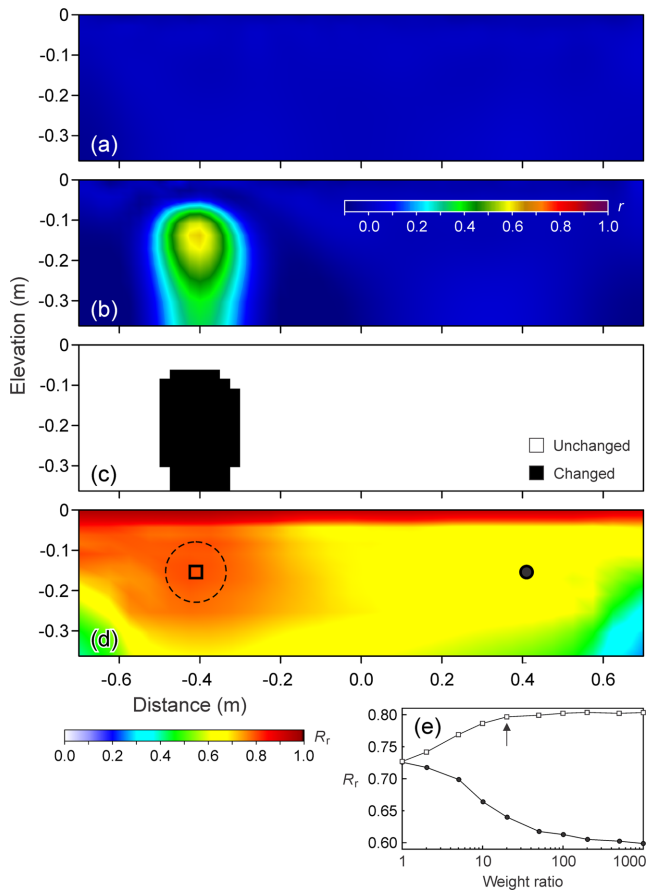 0
-0.1
-0.2
-0.3
(a)
0
-0.1
-0.2
-0.3
(b)
r
0.0 0.2 0.4 0.6 0.8 1.0
Elevation (m)
0
-0.1
-0.2
-0.3
(c)
Unchanged
Changed
0
-0.1
-0.2
-0.3
(d)
-0.6 -0.4 -0.2 0.0 0.2 0.4 0.6
Distance (m)
Rr
0.0 0.2 0.4 0.6 0.8 1.0
(e)
0.80
0.75
Rr 0.70
0.65
0.60
1 10 100 1000
Weight ratio